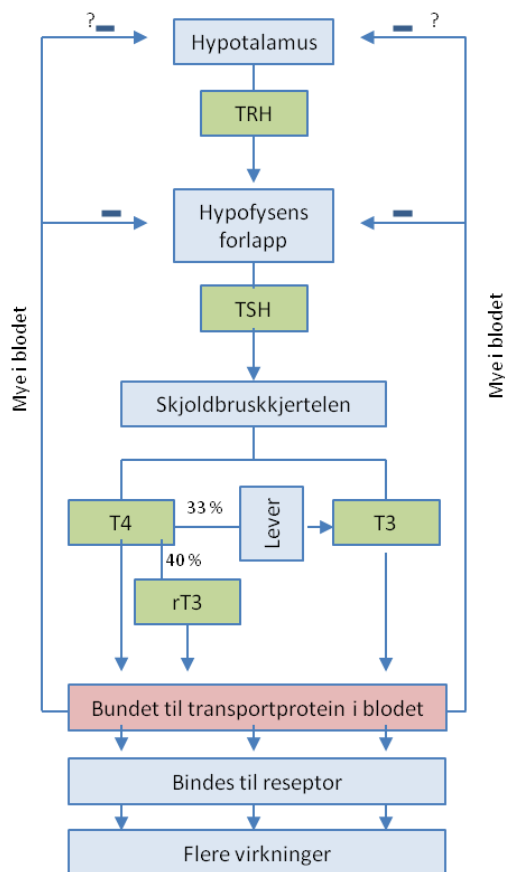 ? ?
Hypotalamus
TRH
Hypofysens
forlapp
TSH
Mye i blodet
Mye i blodet
Skjoldbruskkjertelen
T4
33 %
Lever
T3
40 %
rT3
Bundet til transportprotein i blodet
Bindes til reseptor
Flere virkninger